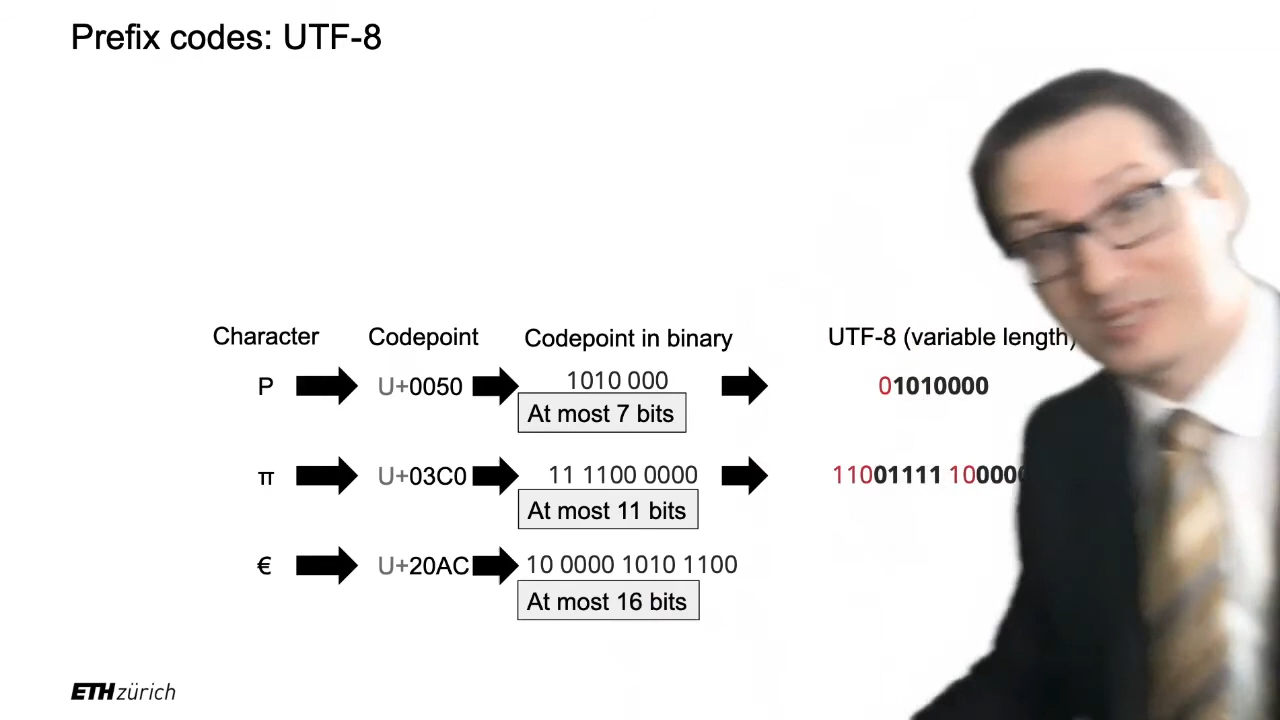 Prefix codes: UTF-8
Character Codepoint Codepoint in binary UTF-8 (variable length)
P U+0050 1010 000 01010000
At most 7 bits
π U+03C0 11 1100 0000 11001111
At most 11 bits
€ U+20AC 10 0000 1010 1100
At most 16 bits
ETH zürich